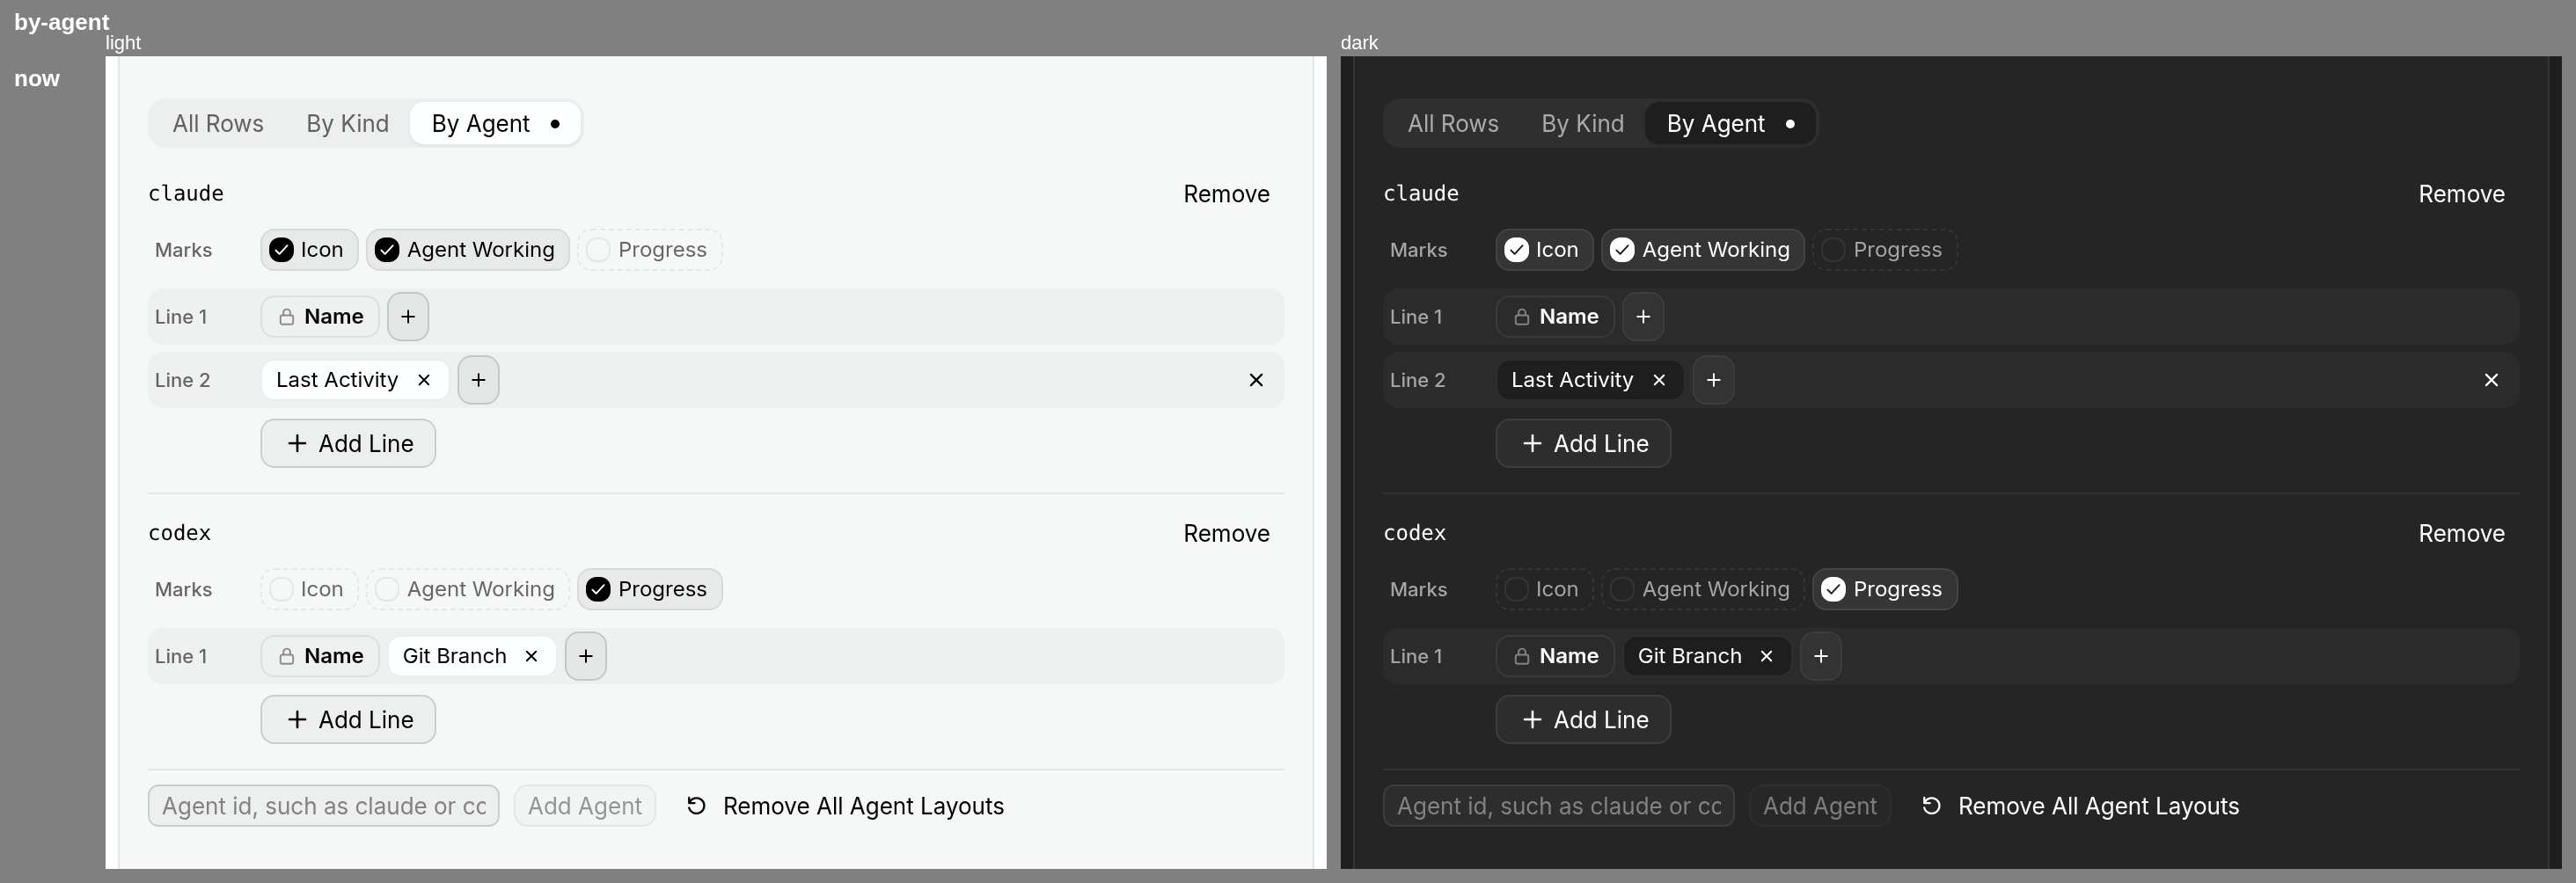 by-agent
light
dark
now
All Rows By Kind By Agent
claude Remove
Marks Icon Agent Working Progress
Line 1 Name
Line 2 Last Activity
Add Line
codex Remove
Marks Icon Agent Working Progress
Line 1 Name Git Branch
Add Line
Agent id, such as claude or cc Add Agent Remove All Agent Layouts
All Rows By Kind By Agent
claude Remove
Marks Icon Agent Working Progress
Line 1 Name
Line 2 Last Activity
Add Line
codex Remove
Marks Icon Agent Working Progress
Line 1 Name Git Branch
Add Line
Agent id, such as claude or cc Add Agent Remove All Agent Layouts